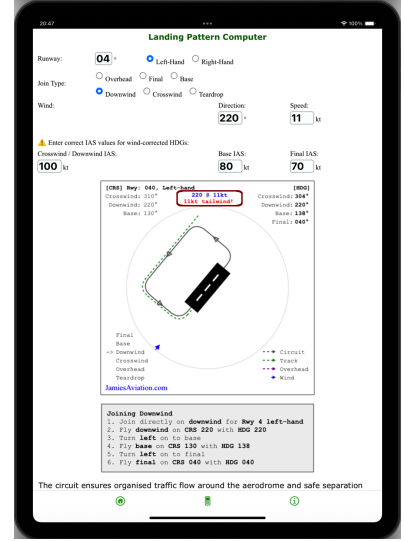 20:47 100%
Landing Pattern Computer
Runway: 04 ° Left-Hand Right-Hand
Join Type: Overhead Final Base
Downwind Crosswind Teardrop
Wind: Direction: Speed:
220 ° 11 kt
⚠ Enter correct IAS values for wind-corrected HDGs:
Crosswind / Downwind IAS: Base IAS: Final IAS:
100 kt 80 kt 70 kt
[CRS] Rwy: 040, Left-hand [HDG]
Crosswind: 310° 220 @ 11kt Crosswind: 304°
Downwind: 220° 11kt tailwind! Downwind: 220°
Base: 130° Base: 138°
Final: 040°
Final
Base
-> Downwind Circuit
Crosswind Track
Overhead Overhead
Teardrop Wind
JamiesAviation.com
Joining Downwind
1. Join directly on downwind for Rwy 4 left-hand
2. Fly downwind on CRS 220 with HDG 220
3. Turn left on to base
4. Fly base on CRS 130 with HDG 138
5. Turn left on to final
6. Fly final on CRS 040 with HDG 040
The circuit ensures organised traffic flow around the aerodrome and safe separation